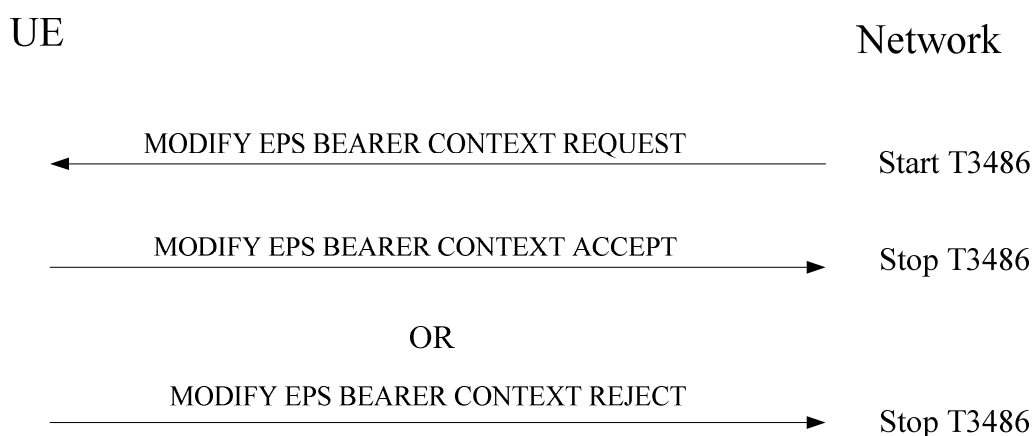 UE
Network
MODIFY EPS BEARER CONTEXT REQUEST
Start T3486
MODIFY EPS BEARER CONTEXT ACCEPT
Stop T3486
OR
MODIFY EPS BEARER CONTEXT REJECT
Stop T3486